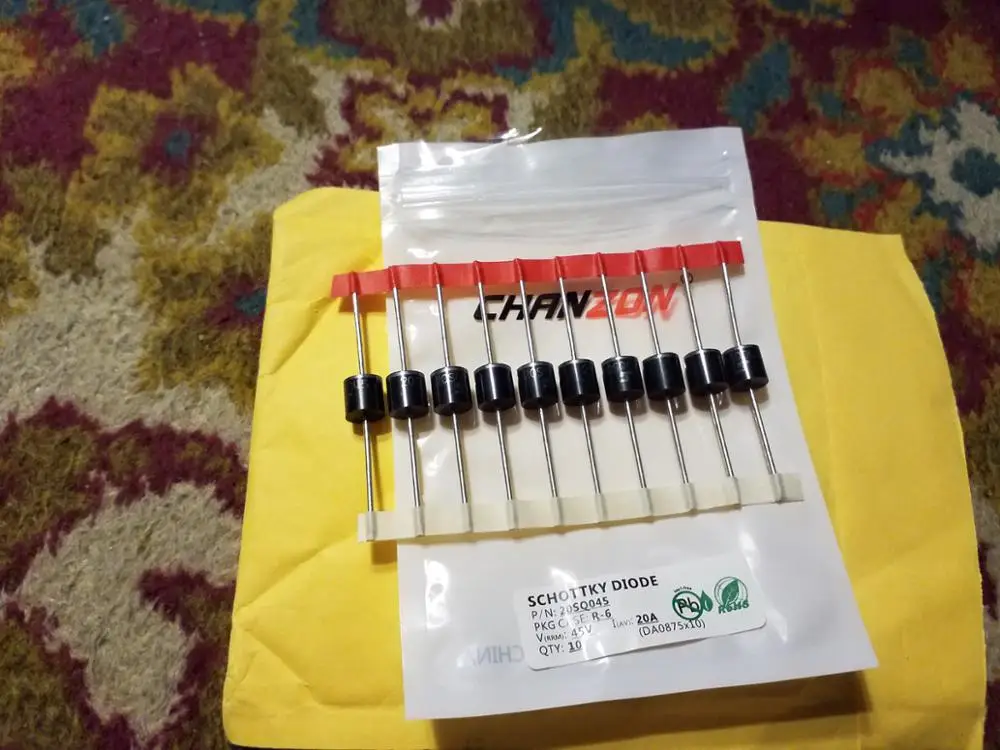 CHANZON
SCHOTTKY DIODE
P/N: 20SQ045
PKG CASE: R-6
I(AV): 20A
V(RRM): 45V
(DA0875x10)
QTY: 10
Pb
RoHS